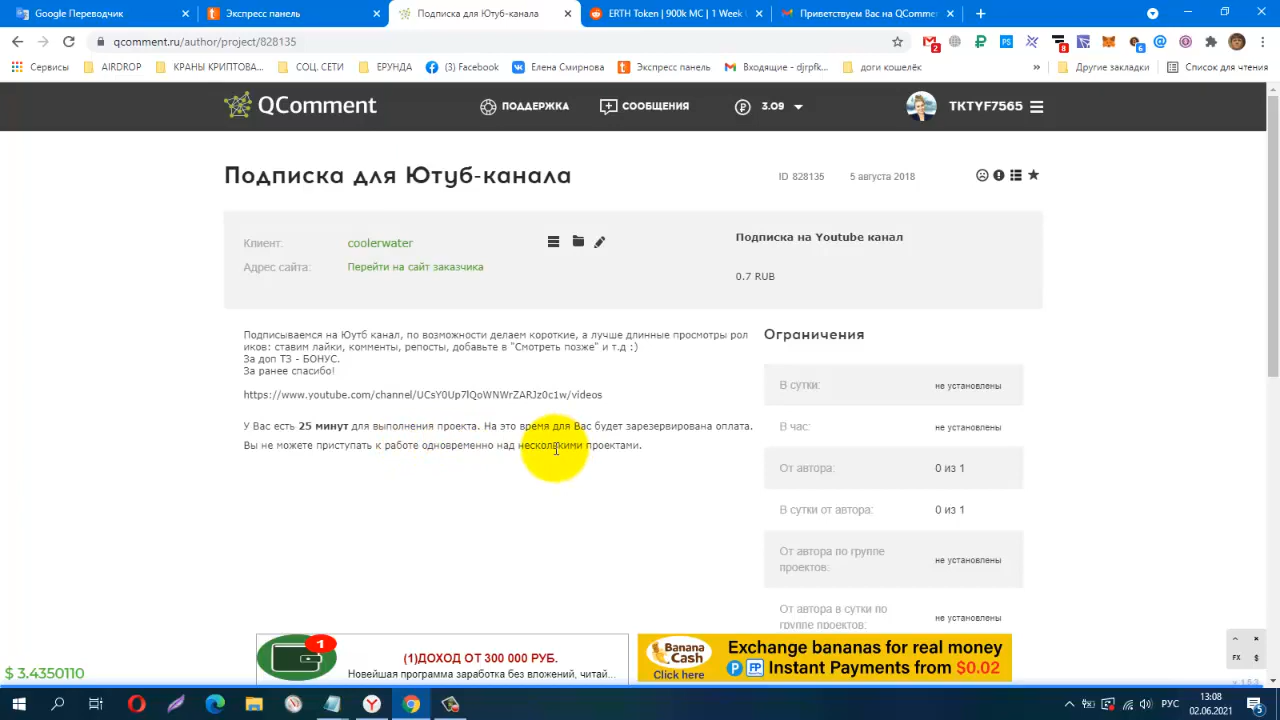 Google Переводчик
Экспресс панель
Подписка для Ютуб-канала
ERTH Token | 900k MC | 1 Week
Приветствуем Вас на QComme
qcomment.ru/author/project/828135
Сервисы
AIRDROP
КРАНЫ КРИПТОВА...
СОЦ. СЕТИ
ЕРУНДА
(3) Facebook
Елена Смирнова
Экспресс панель
Входящие - djrpfk...
доги кошелёк
»
Другие закладки
Список для чтения
QComment
ПОДДЕРЖКА
СООБЩЕНИЯ
3.09
TKTYF7565
Подписка для Ютуб-канала
ID 828135
5 августа 2018
Клиент:
coolerwater
Подписка на Youtube канал
Адрес сайта:
Перейти на сайт заказчика
0.7 RUB
Подписываемся на Юутб канал, по возможности делаем короткие, а лучше длинные просмотры рол
иков: ставим лайки, комменты, репосты, добавьте в "Смотреть позже" и т.д :)
За доп ТЗ - БОНУС.
За ранее спасибо!
https://www.youtube.com/channel/UCsY0Up7lQoWNWrZARJz0c1w/videos
У Вас есть 25 минут для выполнения проекта. На это время для Вас будет зарезервирована оплата.
Вы не можете приступать к работе одновременно над несколькими проектами.
Ограничения
В сутки:
не установлены
В час:
не установлены
От автора:
0 из 1
В сутки от автора:
0 из 1
От автора по группе
проектов:
не установлены
От автора в сутки по
группе проектов:
не установлены
1
(1)ДОХОД ОТ 300 000 РУБ.
Новейшая программа заработка без вложений, читай...
Banana
Cash
Click here
Exchange bananas for real money
Instant Payments from $0.02
FX
$
v 1.5.3
$ 3.4350110
РУС
13:08
02.06.2021
5